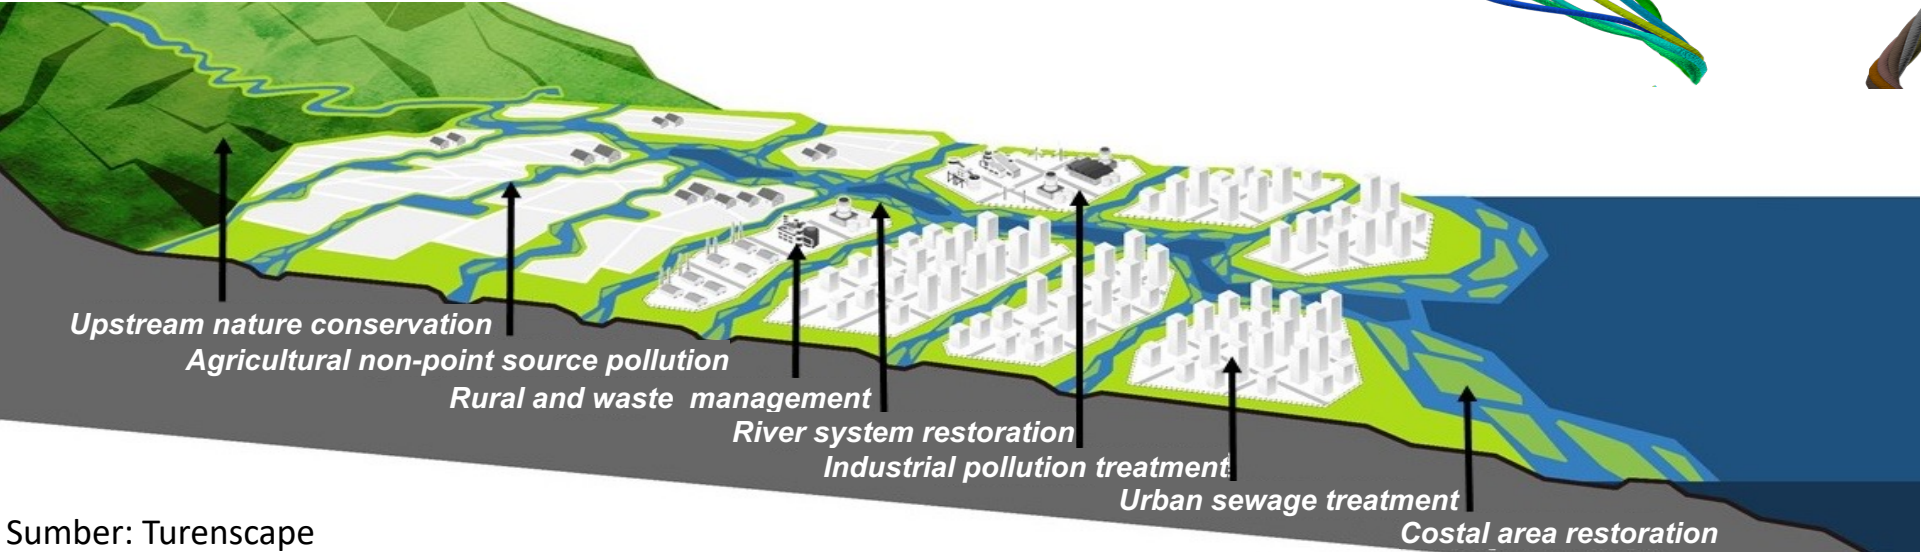 Upstream nature conservation
Agricultural non-point source pollution
Rural and waste management
River system restoration
Industrial pollution treatment
Urban sewage treatment
Costal area restoration
Sumber: Turenscape